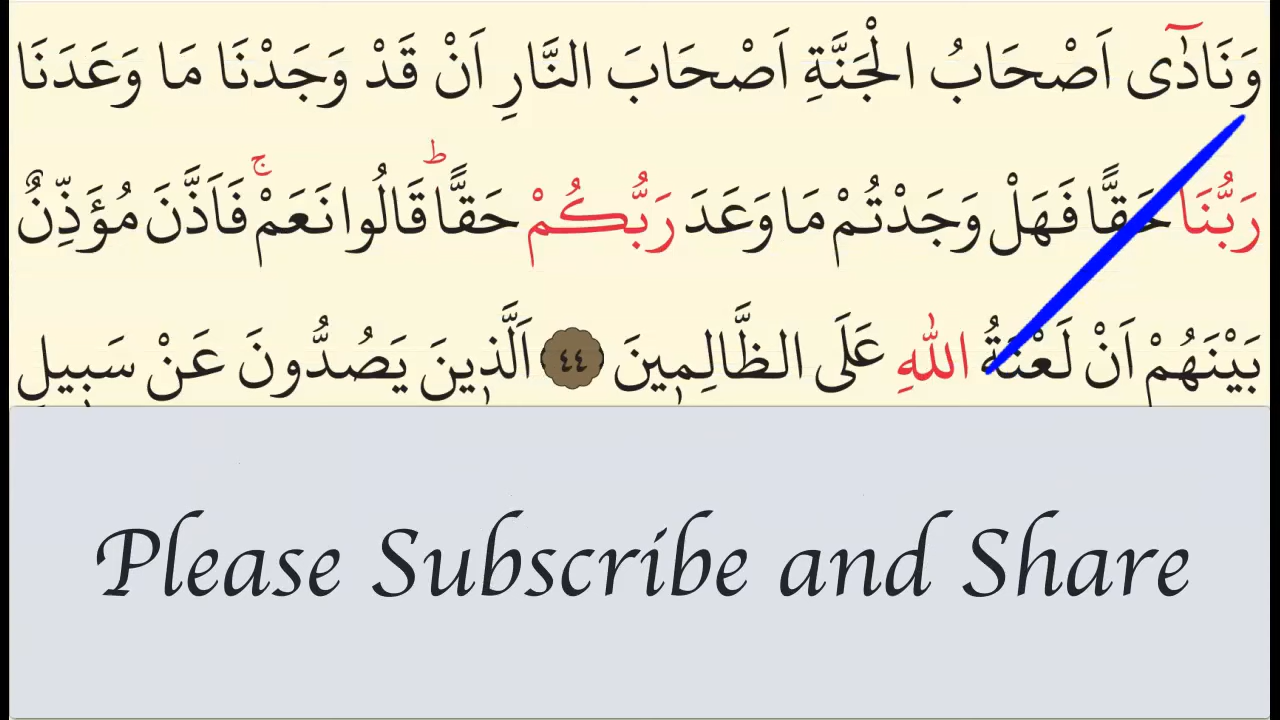 وَنَادٰٓى اَصْحَابُ الْجَنَّةِ اَصْحَابَ النَّارِ اَنْ قَدْ وَجَدْنَا مَا وَعَدَنَا
رَبُّنَا حَقًّا فَهَلْ وَجَدْتُمْ مَا وَعَدَ رَبُّكُمْ حَقًّاؕ قَالُوا نَعَمْۚ فَاَذَّنَ مُؤَذِّنٌ
بَيْنَهُمْ اَنْ لَعْنَةُ اللّٰهِ عَلَى الظَّالِم۪ينَ ٤٤ اَلَّذ۪ينَ يَصُدُّونَ عَنْ سَب۪يلِ
Please Subscribe and Share